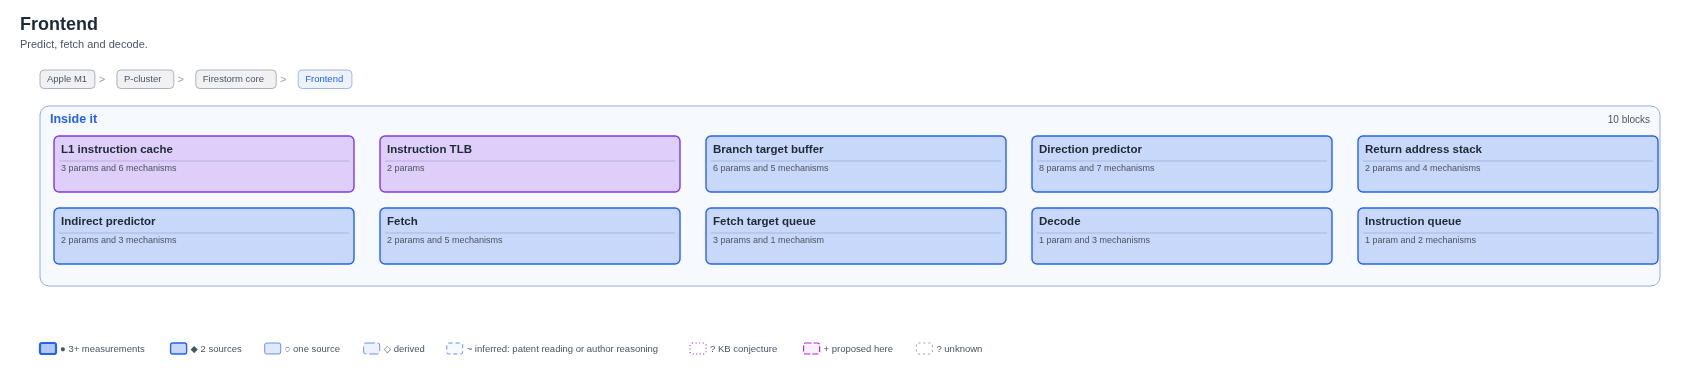 Frontend
Predict, fetch and decode.
Apple M1 > P-cluster > Firestorm core > Frontend
Inside it 10 blocks
L1 instruction cache
3 params and 6 mechanisms
Instruction TLB
2 params
Branch target buffer
6 params and 5 mechanisms
Direction predictor
8 params and 7 mechanisms
Return address stack
2 params and 4 mechanisms
Indirect predictor
2 params and 3 mechanisms
Fetch
2 params and 5 mechanisms
Fetch target queue
3 params and 1 mechanism
Decode
1 param and 3 mechanisms
Instruction queue
1 param and 2 mechanisms
● 3+ measurements ◆ 2 sources ○ one source ◇ derived ~ inferred: patent reading or author reasoning ? KB conjecture + proposed here ? unknown